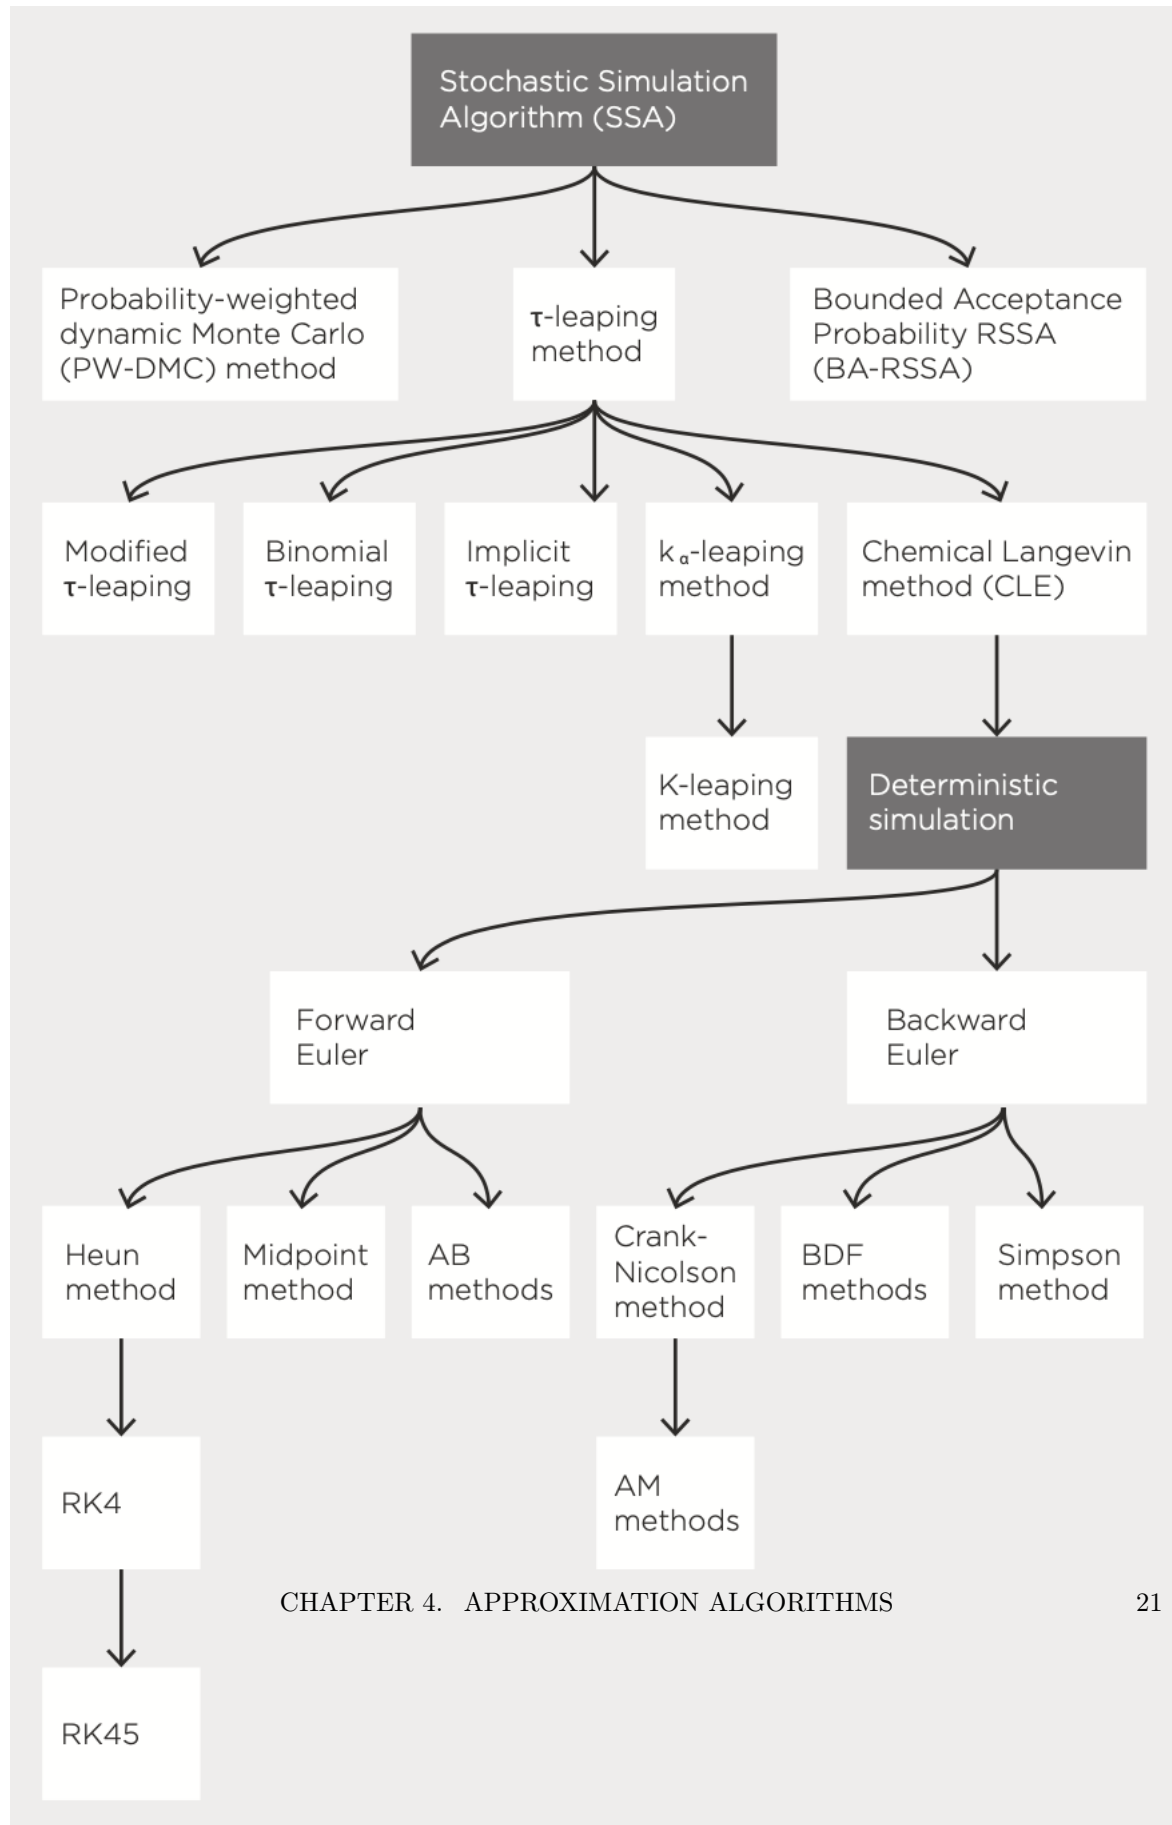 Stochastic Simulation
Algorithm (SSA)
Probability-weighted
dynamic Monte Carlo
(PW-DMC) method
τ-leaping
method
Bounded Acceptance
Probability RSSA
(BA-RSSA)
Modified
τ-leaping
Binomial
τ-leaping
Implicit
τ-leaping
k α-leaping
method
Chemical Langevin
method (CLE)
K-leaping
method
Deterministic
simulation
Forward
Euler
Backward
Euler
Heun
method
Midpoint
method
AB
methods
Crank-
Nicolson
method
BDF
methods
Simpson
method
RK4
AM
methods
CHAPTER 4. APPROXIMATION ALGORITHMS 21
RK45